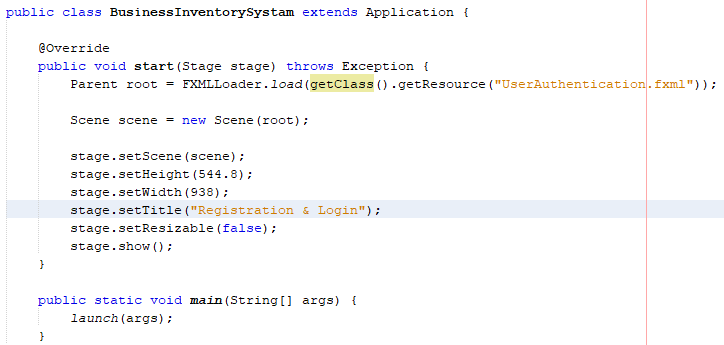 public class BusinessInventorySystam extends Application {
@Override
public void start(Stage stage) throws Exception {
Parent root = FXMLLoader.load(getClass().getResource("UserAuthentication.fxml"));
Scene scene = new Scene(root);
stage.setScene(scene);
stage.setHeight(544.8);
stage.setWidth(938);
stage.setTitle("Registration & Login");
stage.setResizable(false);
stage.show();
}
public static void main(String[] args) {
launch(args);
}